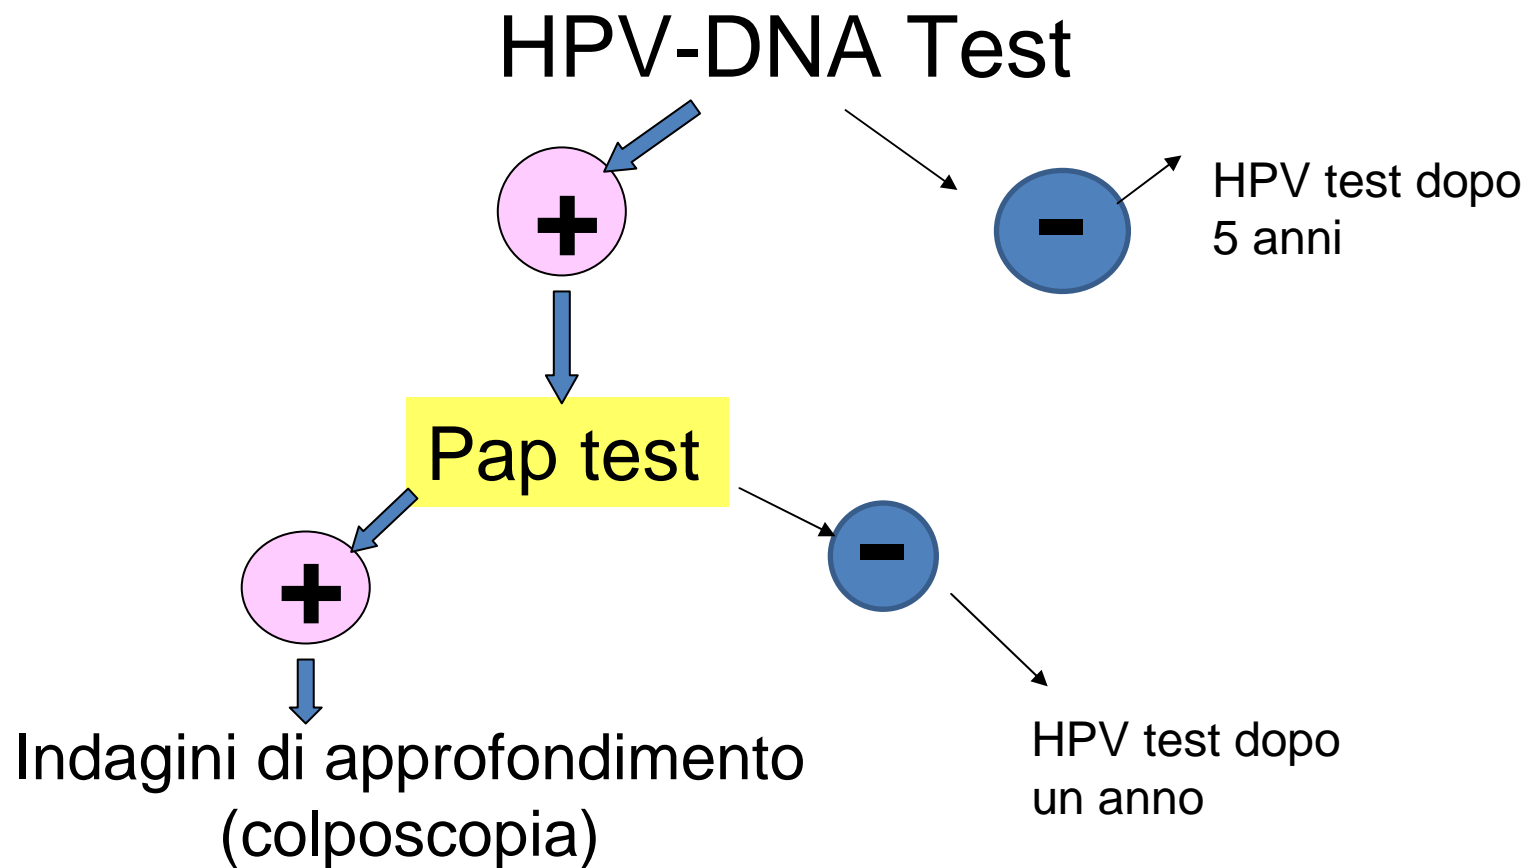 HPV-DNA Test
+
-
HPV test dopo
5 anni
Pap test
+
-
Indagini di approfondimento
(colposcopia)
HPV test dopo
un anno